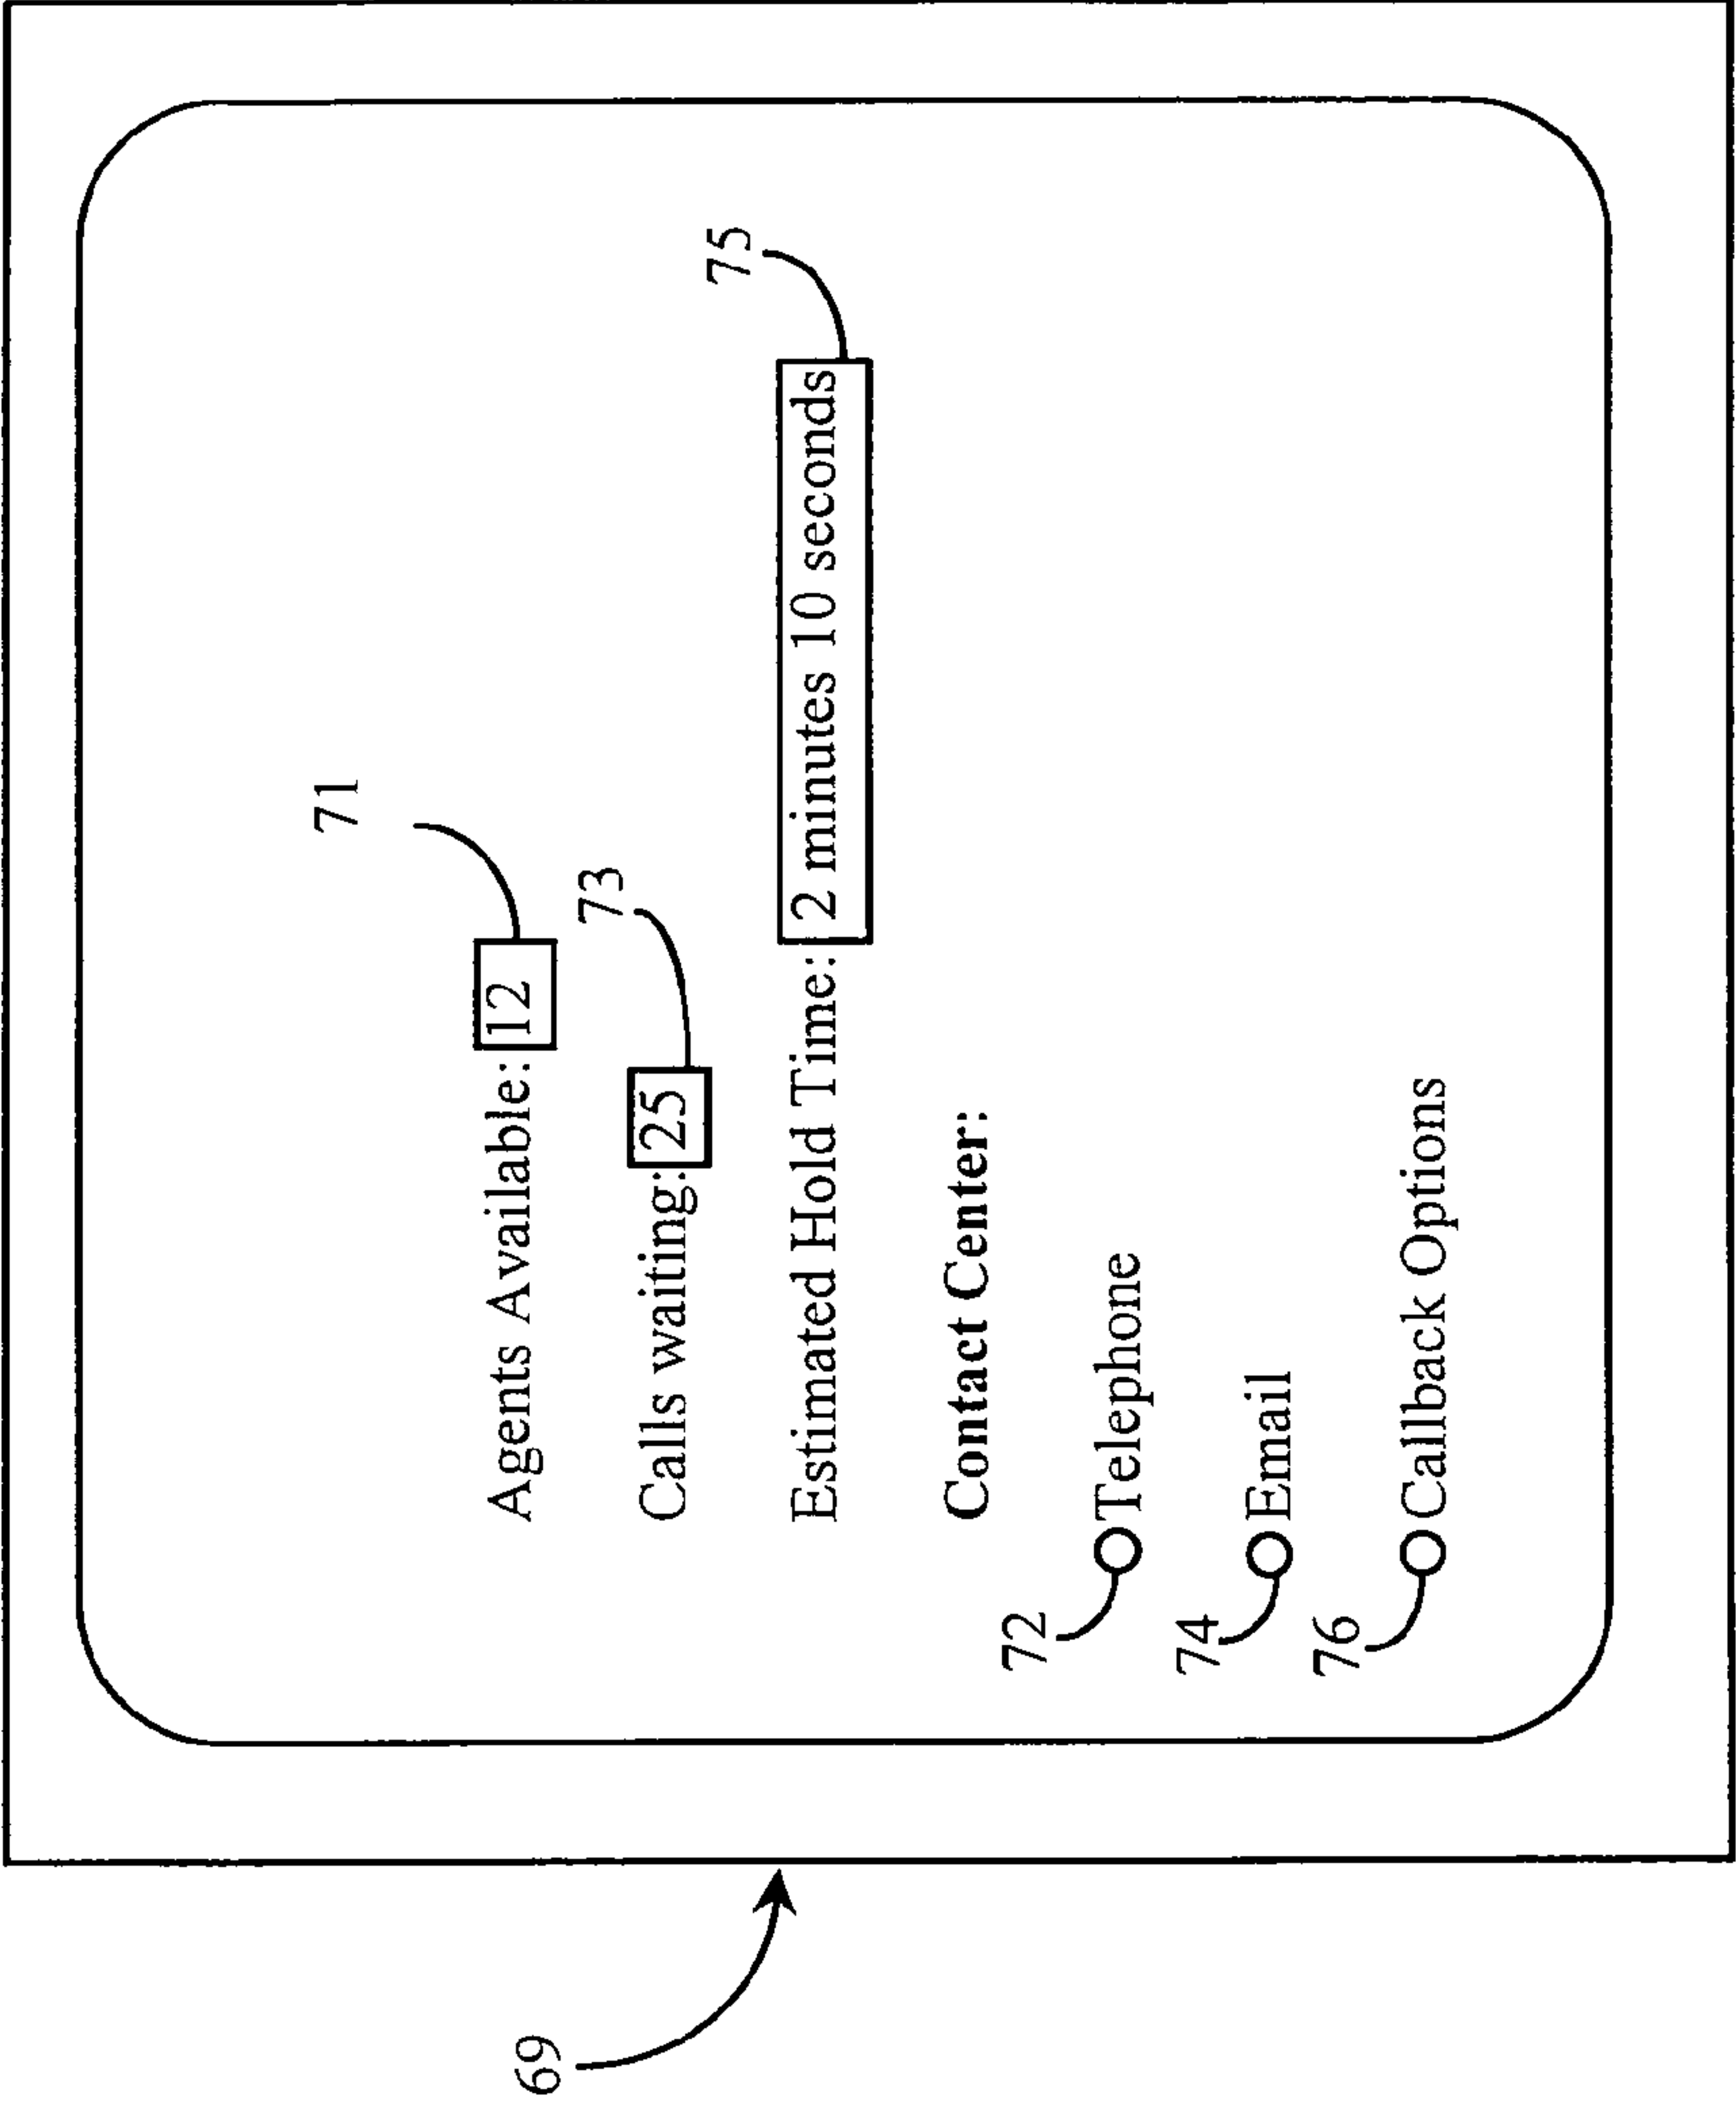 69
71
Agents Available: 12
73
Calls waiting: 25
75
Estimated Hold Time: 2 minutes 10 seconds
Contact Center:
72
Telephone
74
Email
76
Callback Options